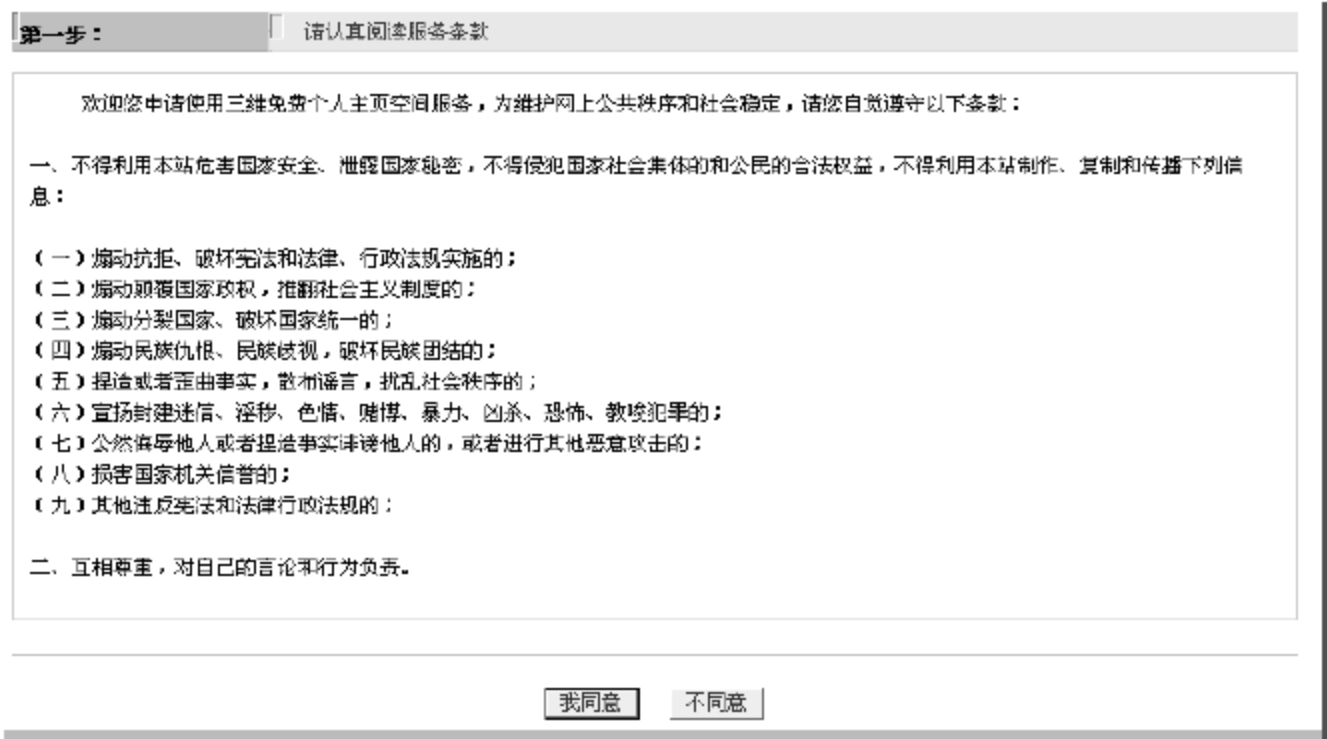 第一步：
请认真阅读服务条款
欢迎您申请使用三维免费个人主页空间服务，为维护网上公共秩序和社会稳定，请您自觉遵守以下条款：
一、不得利用本站危害国家安全、泄露国家秘密，不得侵犯国家社会集体的和公民的合法权益，不得利用本站制作、复制和传播下列信
息：
（一）煽动抗拒、破坏宪法和法律、行政法规实施的；
（二）煽动颠覆国家政权，推翻社会主义制度的；
（三）煽动分裂国家、破坏国家统一的；
（四）煽动民族仇恨、民族歧视，破坏民族团结的；
（五）捏造或者歪曲事实，散布谣言，扰乱社会秩序的；
（六）宣扬封建迷信、淫秽、色情、赌博、暴力、凶杀、恐怖、教唆犯罪的；
（七）公然侮辱他人或者捏造事实诽谤他人的，或者进行其他恶意攻击的；
（八）损害国家机关信誉的；
（九）其他违反宪法和法律行政法规的；
二、互相尊重，对自己的言论和行为负责。
我同意
不同意